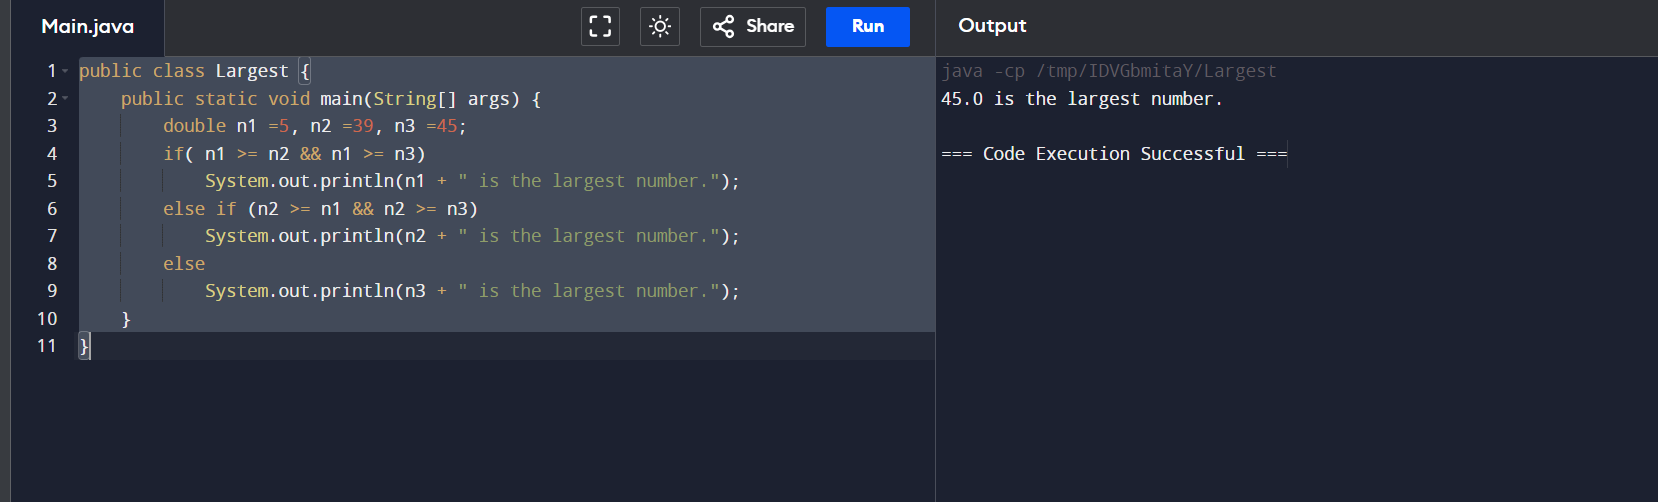 Main.java
Share
Run
Output
1 public class Largest {
2     public static void main(String[] args) {
3         double n1 =5, n2 =39, n3 =45;
4         if( n1 >= n2 && n1 >= n3)
5             System.out.println(n1 + " is the largest number.");
6         else if (n2 >= n1 && n2 >= n3)
7             System.out.println(n2 + " is the largest number.");
8         else
9             System.out.println(n3 + " is the largest number.");
10     }
11 }
java -cp /tmp/IDVGbmitaY/Largest
45.0 is the largest number.
=== Code Execution Successful ===